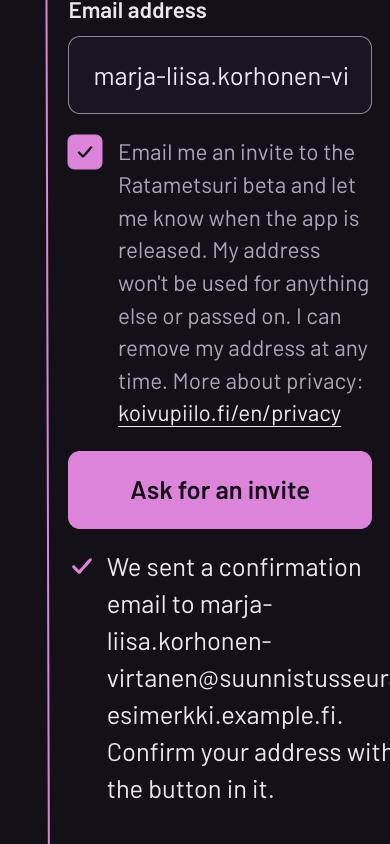 Email address
marja-liisa.korhonen-vi
Email me an invite to the
Ratametsuri beta and let
me know when the app is
released. My address
won't be used for anything
else or passed on. I can
remove my address at any
time. More about privacy:
koivupiilo.fi/en/privacy
Ask for an invite
We sent a confirmation
email to marja-
liisa.korhonen-
virtanen@suunnistusseur
esimerkki.example.fi.
Confirm your address with
the button in it.